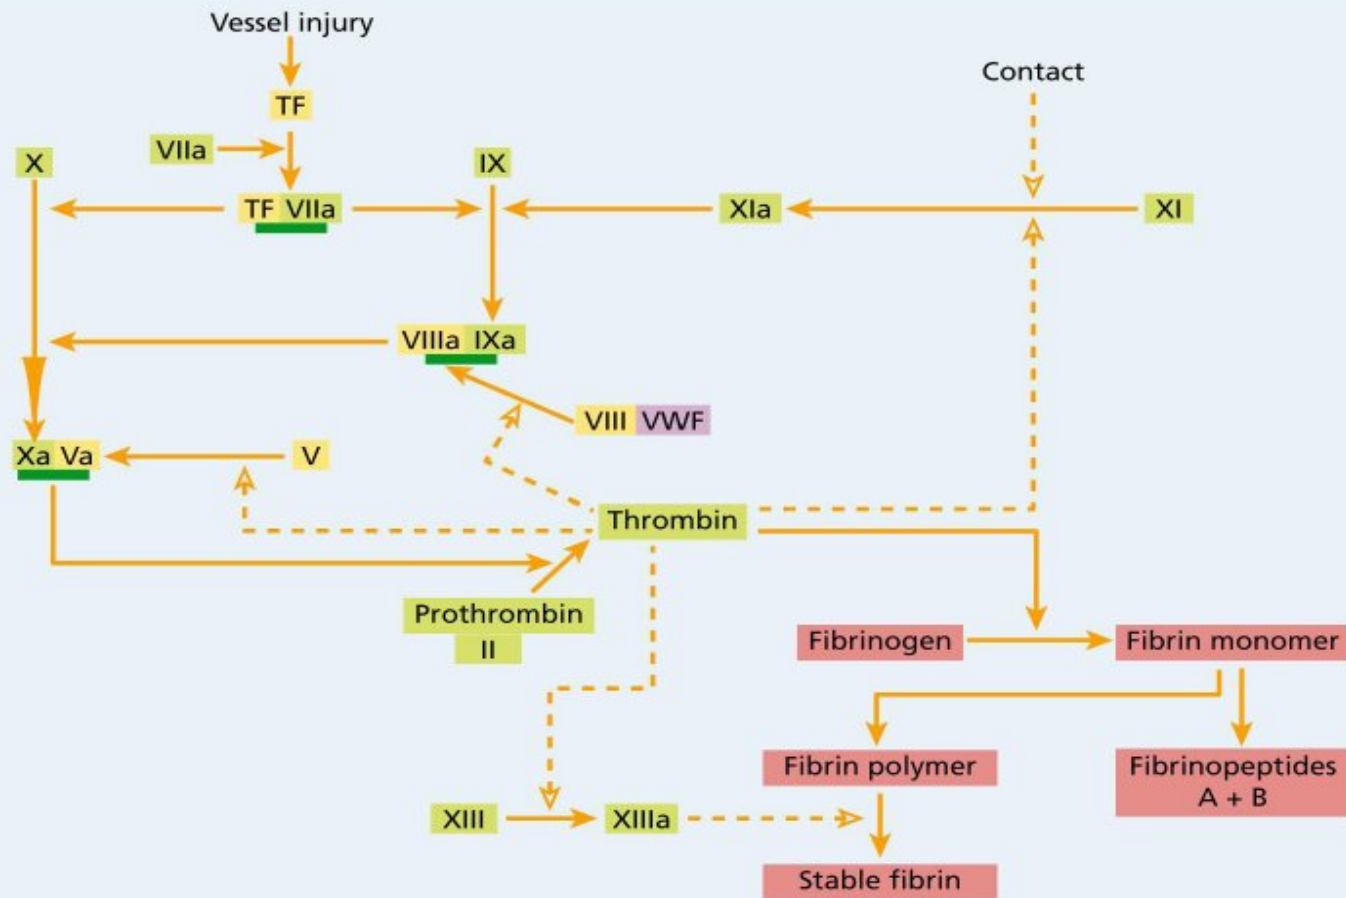 Vessel injury
Contact
TF
VIIa
X
IX
TF VIIa
XIa
XI
VIIIa IXa
VIII VWF
Xa Va
V
Thrombin
Prothrombin
II
Fibrinogen
Fibrin monomer
Fibrin polymer
Fibrinopeptides
A + B
XIII
XIIIa
Stable fibrin